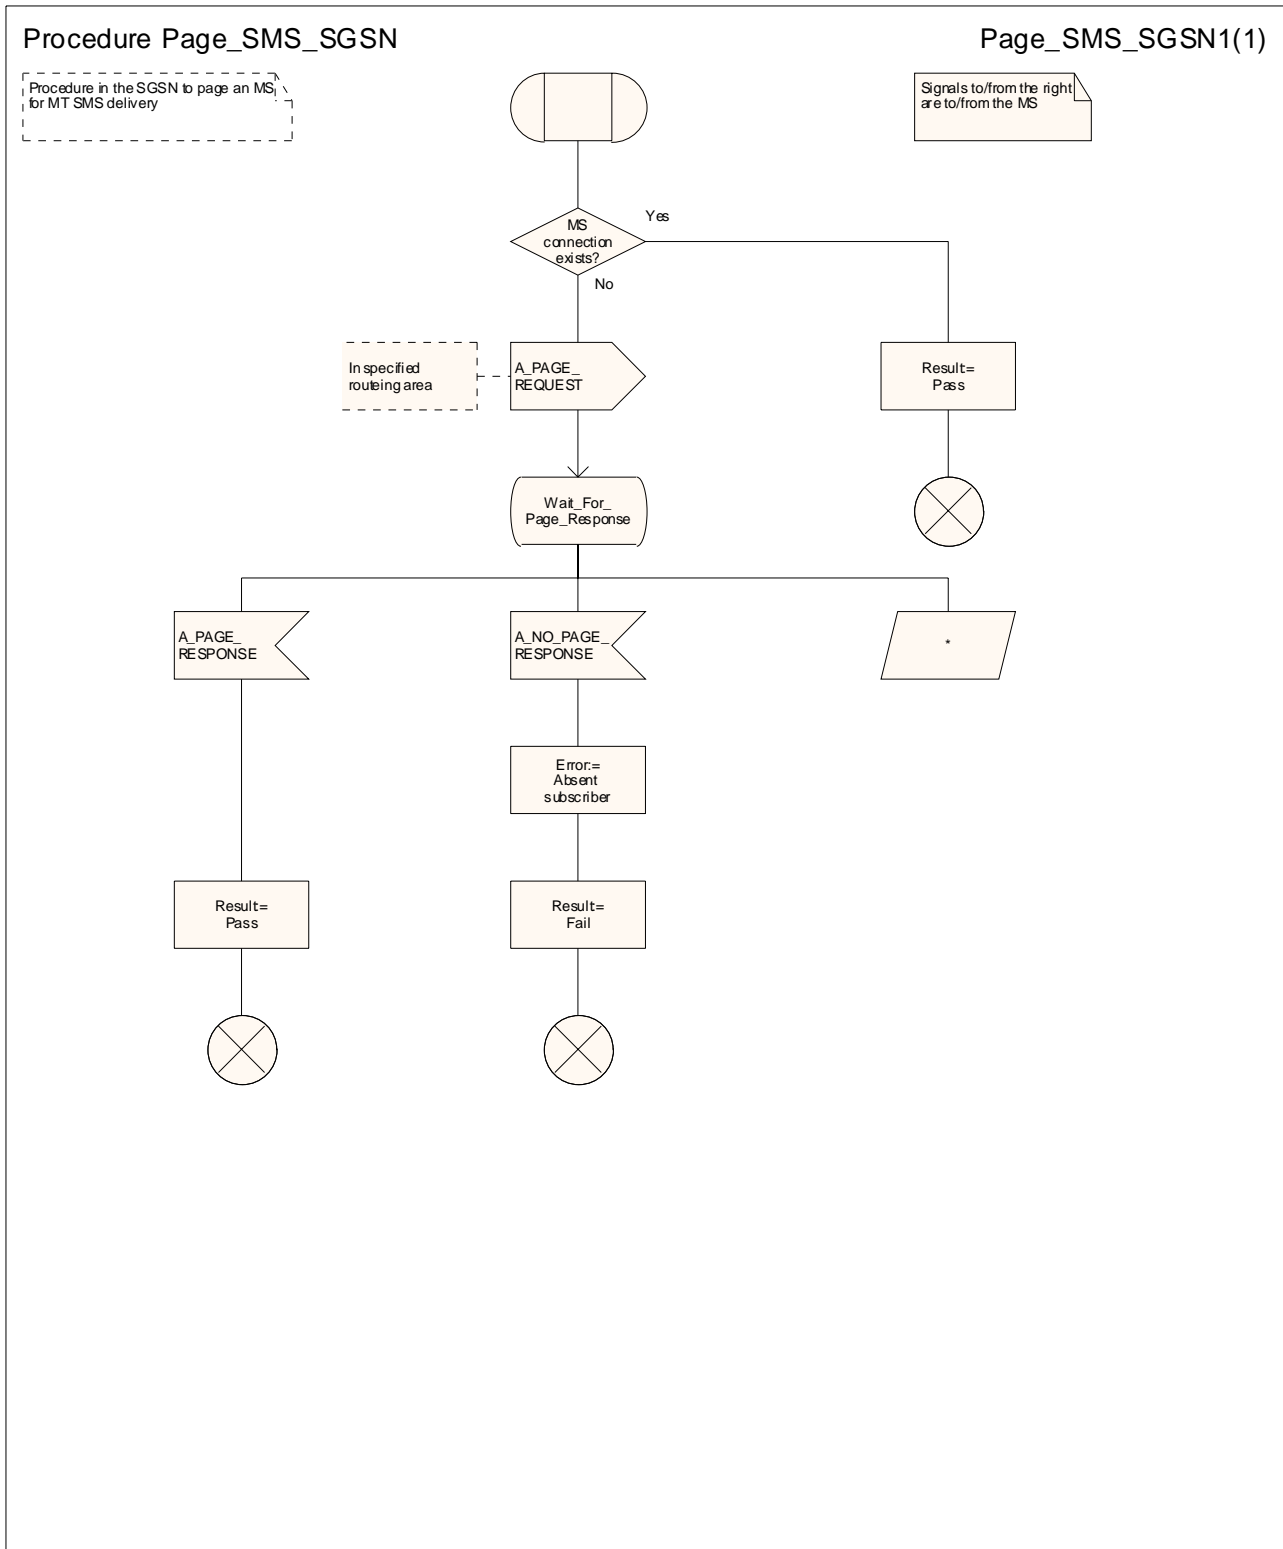 Procedure Page_SMS_SGSN
Page_SMS_SGSN1(1)
Procedure in the SGSN to page an MS
for MT SMS delivery
Signals to/from the right
are to/from the MS
MS
connection
exists?
Yes
No
In specified
routeing area
A_PAGE_
REQUEST
Result:=
Pass
Wait_For_
Page_Response
A_PAGE_
RESPONSE
A_NO_PAGE_
RESPONSE
*
Error:=
Absent
subscriber
Result:=
Pass
Result:=
Fail